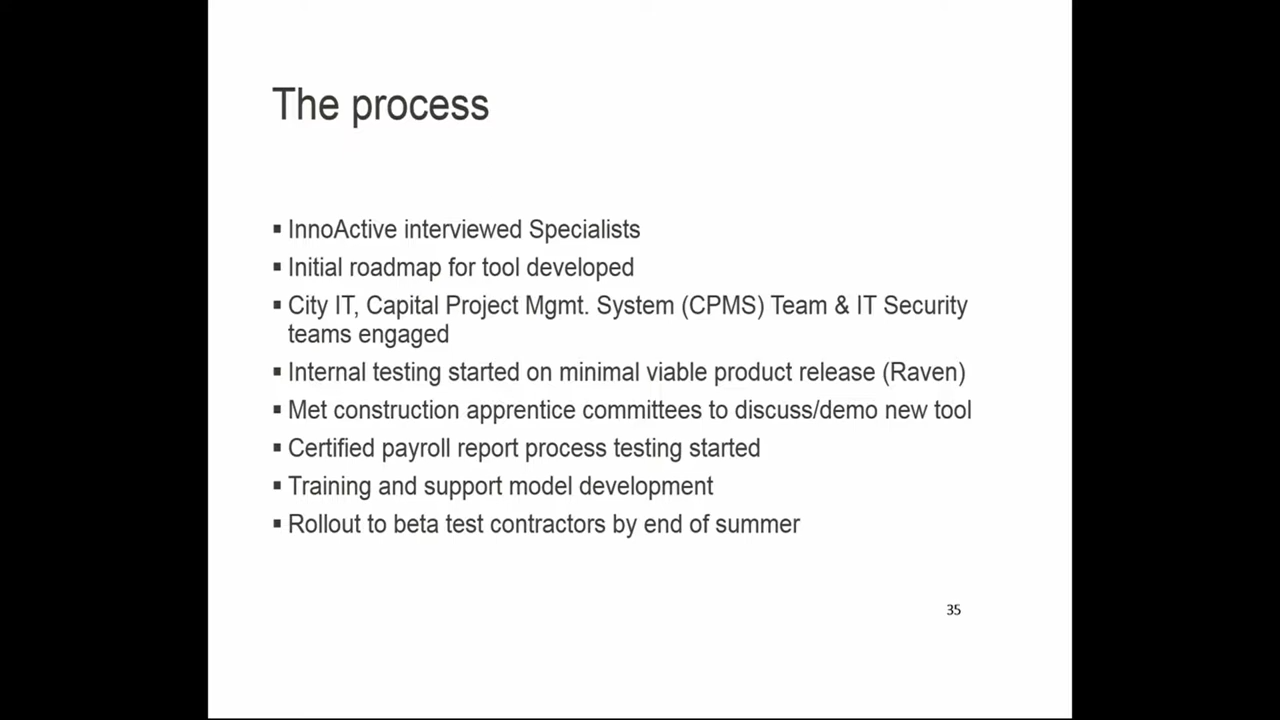 The process
▪ InnoActive interviewed Specialists
▪ Initial roadmap for tool developed
▪ City IT, Capital Project Mgmt. System (CPMS) Team & IT Security
teams engaged
▪ Internal testing started on minimal viable product release (Raven)
▪ Met construction apprentice committees to discuss/demo new tool
▪ Certified payroll report process testing started
▪ Training and support model development
▪ Rollout to beta test contractors by end of summer
35